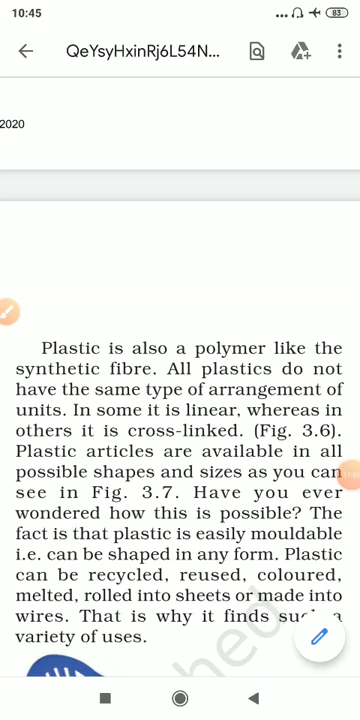 10:45
83
QeYsyHxinRj6L54N...
2020
Plastic is also a polymer like the
synthetic fibre. All plastics do not
have the same type of arrangement of
units. In some it is linear, whereas in
others it is cross-linked. (Fig. 3.6).
Plastic articles are available in all
possible shapes and sizes as you can
see in Fig. 3.7. Have you ever
wondered how this is possible? The
fact is that plastic is easily mouldable
i.e. can be shaped in any form. Plastic
can be recycled, reused, coloured,
melted, rolled into sheets or made into
wires. That is why it finds such a
variety of uses.